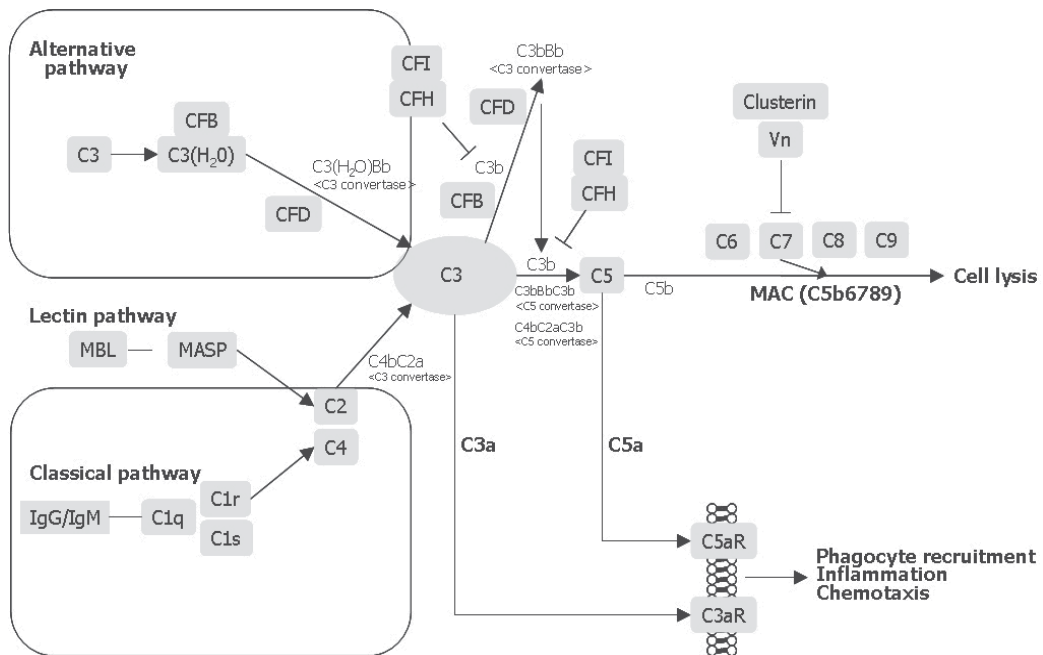 Alternative
pathway
CFB
C3
C3(H₂0)
CFD
C3(H₂O)Bb
<C3 convertase>
CFI
CFH
C3b
CFB
CFD
C3bBb
<C3 convertase>
CFI
CFH
Clusterin
Vn
C6
C7
C8
C9
C3
C3b
C3bBbC3b
<C5 convertase>
C4bC2aC3b
<C5 convertase>
C5
C5b
MAC (C5b6789)
Cell lysis
Lectin pathway
MBL
MASP
C4bC2a
<C3 convertase>
C2
C4
Classical pathway
IgG/IgM
C1q
C1r
C1s
C3a
C5a
C5aR
C3aR
Phagocyte recruitment
Inflammation
Chemotaxis